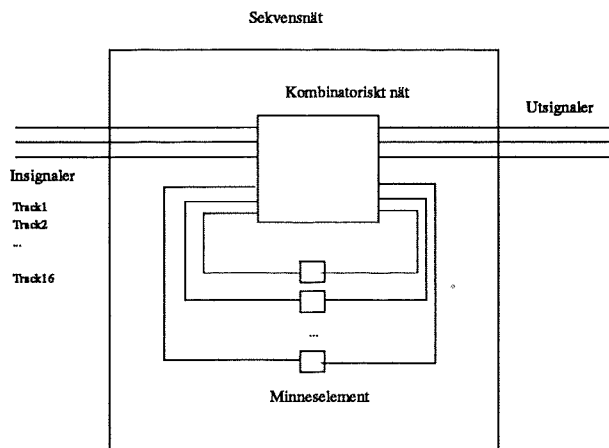 Sekvensnät
Kombinatoriskt nät
Utsignaler
Insignaler
Track1
Track2
...
Track16
...
Minneselement